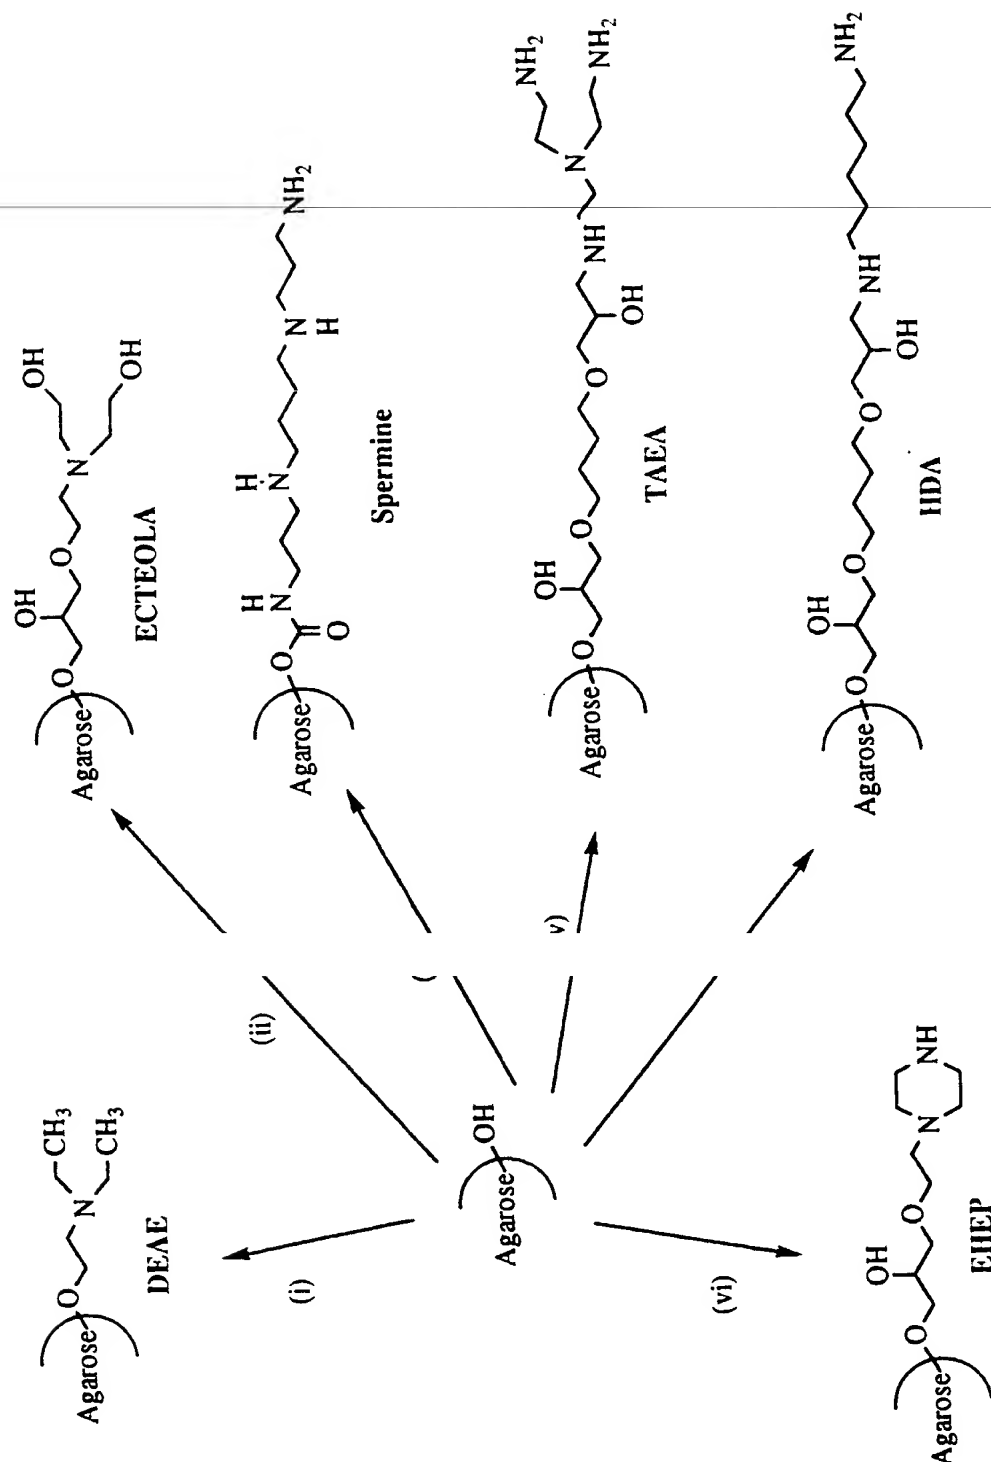 Agarose
O
N
CH3
CH3
DEAE
(i)
Agarose
O
OH
O
N
OH
OH
ECTEOLA
(ii)
Agarose
O
O
N
H
N
H
N
H
NH2
Spermine
Agarose
OH
Agarose
O
OH
O
O
OH
NH
N
NH2
NH2
TAEA
v)
Agarose
O
OH
O
O
OH
NH
NH2
HDA
(vi)
Agarose
O
OH
O
N
NH
EHEP